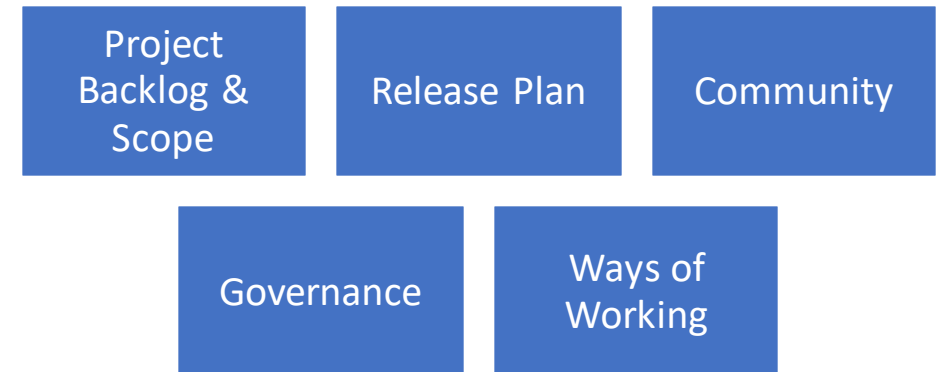 Project
Backlog &
Scope
Release Plan
Community
Governance
Ways of
Working